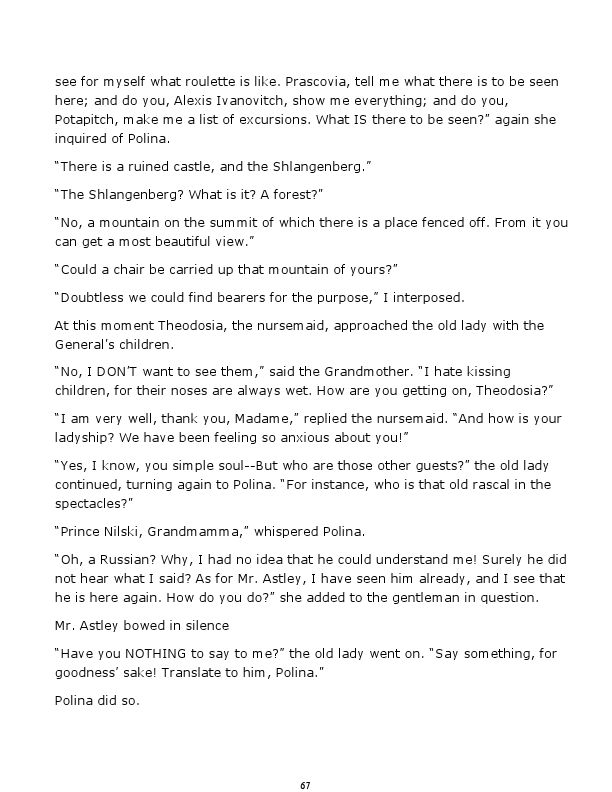 see for myself what roulette is like. Prascovia, tell me what there is to be seen
here; and do you, Alexis Ivanovitch, show me everything; and do you,
Potapitch, make me a list of excursions. What IS there to be seen?” again she
inquired of Polina.
“There is a ruined castle, and the Shlangenberg.”
“The Shlangenberg? What is it? A forest?”
“No, a mountain on the summit of which there is a place fenced off. From it you
can get a most beautiful view.”
“Could a chair be carried up that mountain of yours?”
“Doubtless we could find bearers for the purpose,” I interposed.
At this moment Theodosia, the nursemaid, approached the old lady with the
General’s children.
“No, I DON’T want to see them,” said the Grandmother. “I hate kissing
children, for their noses are always wet. How are you getting on, Theodosia?”
“I am very well, thank you, Madame,” replied the nursemaid. “And how is your
ladyship? We have been feeling so anxious about you!”
“Yes, I know, you simple soul--But who are those other guests?” the old lady
continued, turning again to Polina. “For instance, who is that old rascal in the
spectacles?”
“Prince Nilski, Grandmamma,” whispered Polina.
“Oh, a Russian? Why, I had no idea that he could understand me! Surely he did
not hear what I said? As for Mr. Astley, I have seen him already, and I see that
he is here again. How do you do?” she added to the gentleman in question.
Mr. Astley bowed in silence
“Have you NOTHING to say to me?” the old lady went on. “Say something, for
goodness’ sake! Translate to him, Polina.”
Polina did so.
67